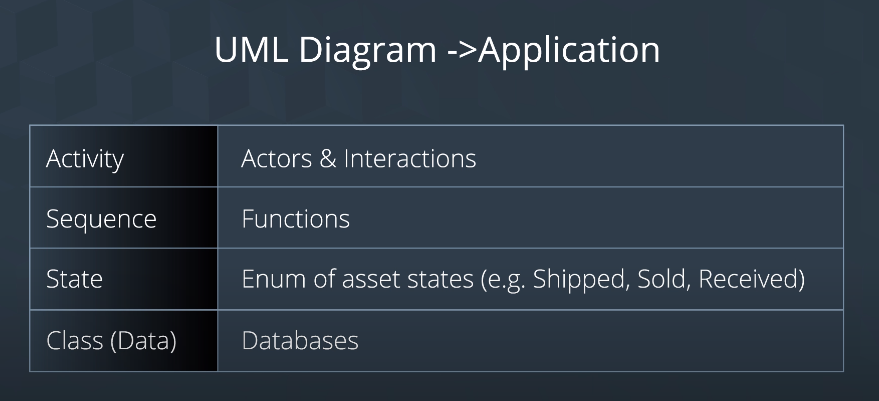 UML Diagram ->Application
Activity
Actors & Interactions
Sequence
Functions
State
Enum of asset states (e.g. Shipped, Sold, Received)
Class (Data)
Databases